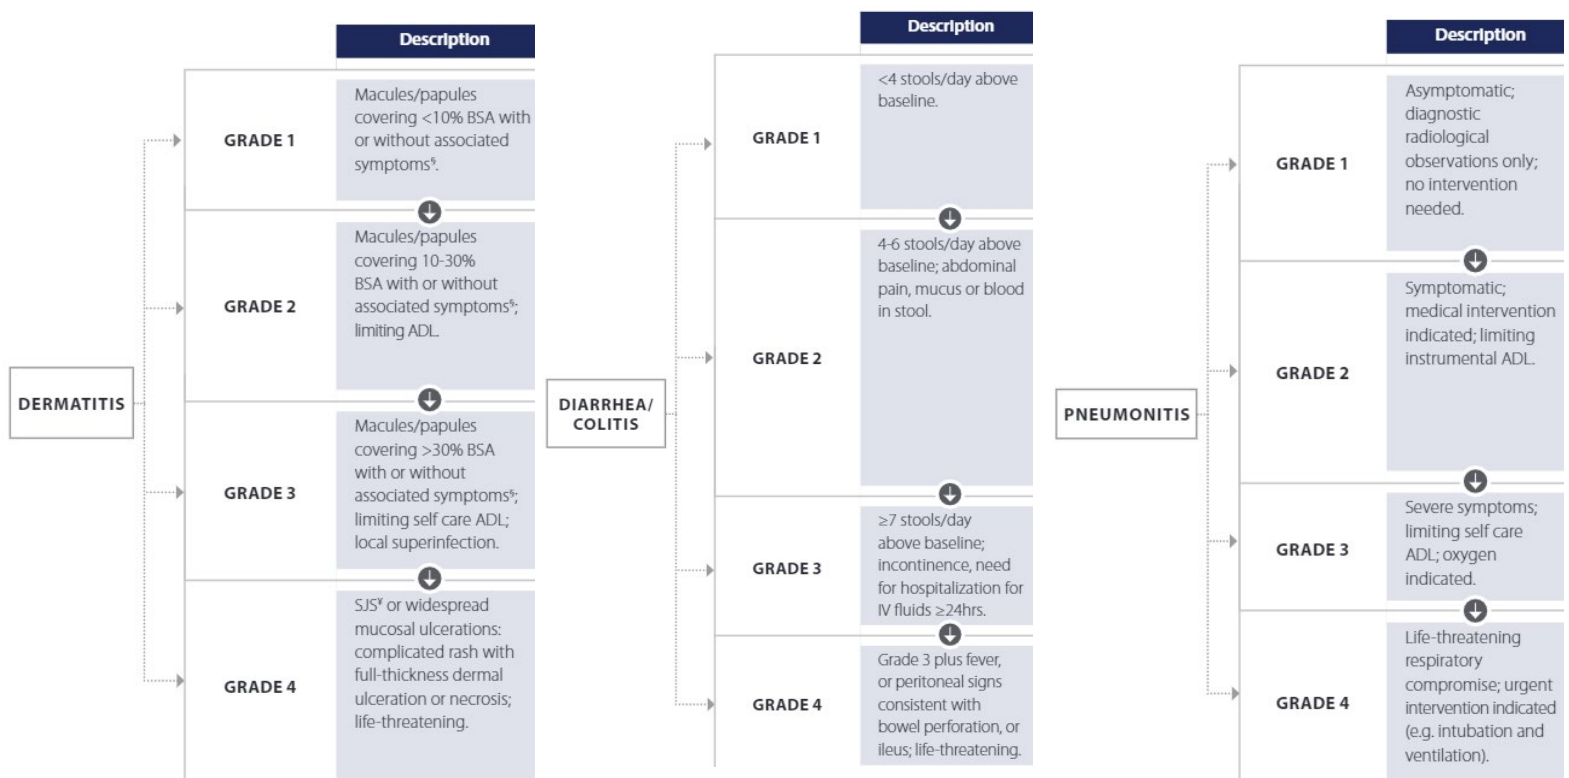 DERMATITIS
Description
GRADE 1
Macules/papules
covering <10% BSA with
or without associated
symptoms§.
GRADE 2
Macules/papules
covering 10-30%
BSA with or without
associated symptoms§;
limiting ADL.
GRADE 3
Macules/papules
covering >30% BSA
with or without
associated symptoms§;
limiting self care ADL;
local superinfection.
GRADE 4
SJS¥ or widespread
mucosal ulcerations:
complicated rash with
full-thickness dermal
ulceration or necrosis;
life-threatening.
DIARRHEA/
COLITIS
Description
GRADE 1
<4 stools/day above
baseline.
GRADE 2
4-6 stools/day above
baseline; abdominal
pain, mucus or blood
in stool.
GRADE 3
≥7 stools/day
above baseline;
incontinence, need
for hospitalization for
IV fluids ≥24hrs.
GRADE 4
Grade 3 plus fever,
or peritoneal signs
consistent with
bowel perforation, or
ileus; life-threatening.
PNEUMONITIS
Description
GRADE 1
Asymptomatic;
diagnostic
radiological
observations only;
no intervention
needed.
GRADE 2
Symptomatic;
medical intervention
indicated; limiting
instrumental ADL.
GRADE 3
Severe symptoms;
limiting self care
ADL; oxygen
indicated.
GRADE 4
Life-threatening
respiratory
compromise; urgent
intervention indicated
(e.g. intubation and
ventilation).